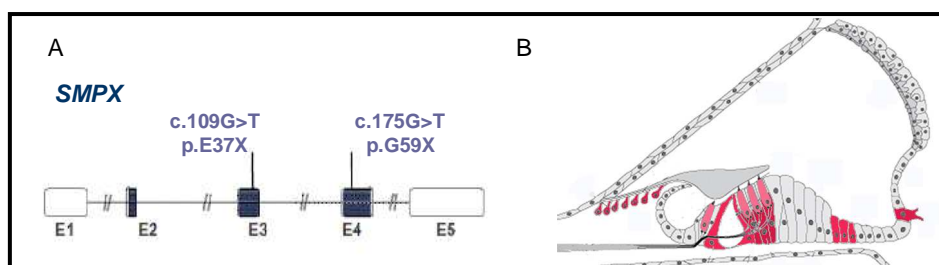 A
B
SMPX
c.109G>T
p.E37X
c.175G>T
p.G59X
E1 E2 E3 E4 E5